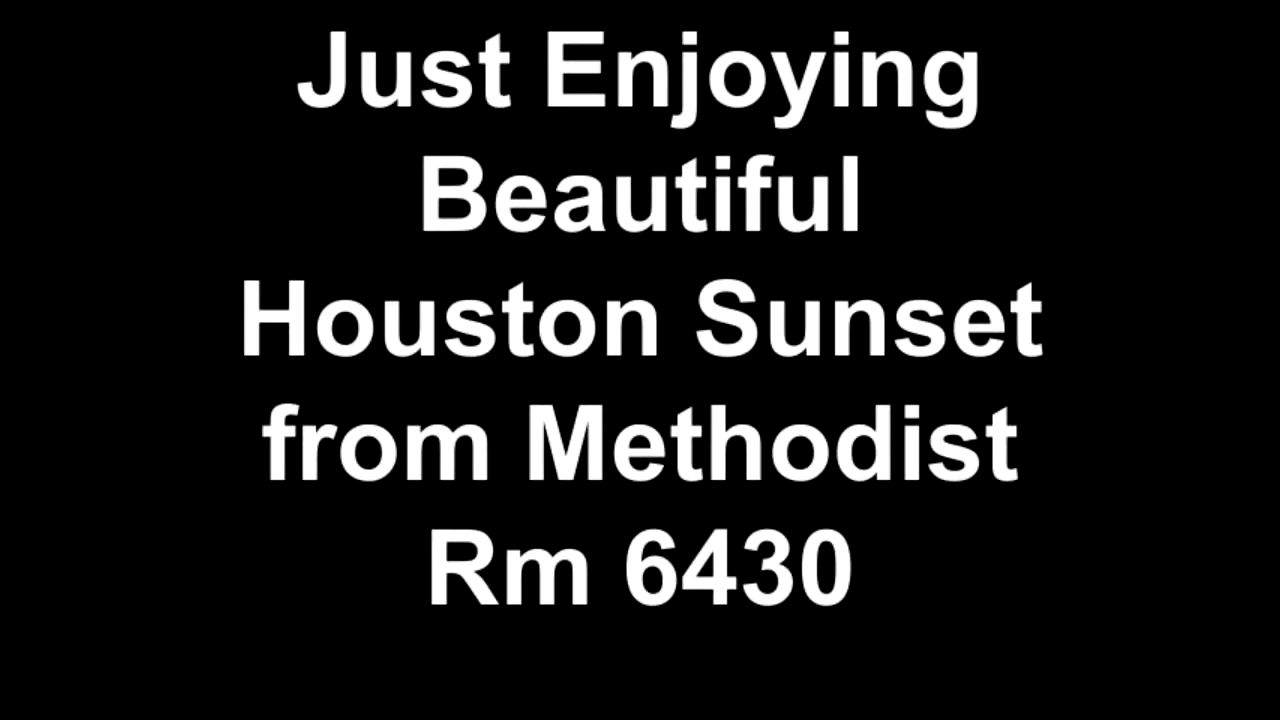 Just Enjoying
Beautiful
Houston Sunset
from Methodist
Rm 6430